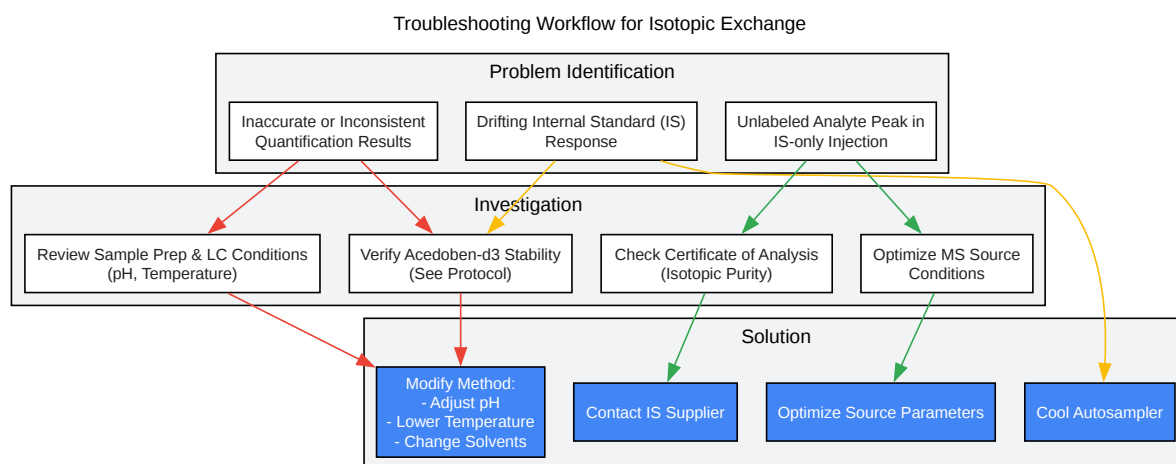 Troubleshooting Workflow for Isotopic Exchange
Problem Identification
Inaccurate or Inconsistent
Quantification Results
Drifting Internal Standard (IS)
Response
Unlabeled Analyte Peak in
IS-only Injection
Investigation
Review Sample Prep & LC Conditions
(pH, Temperature)
Verify Acedoben-d3 Stability
(See Protocol)
Check Certificate of Analysis
(Isotopic Purity)
Optimize MS Source
Conditions
Solution
Modify Method:
- Adjust pH
- Lower Temperature
- Change Solvents
Contact IS Supplier
Optimize Source Parameters
Cool Autosampler